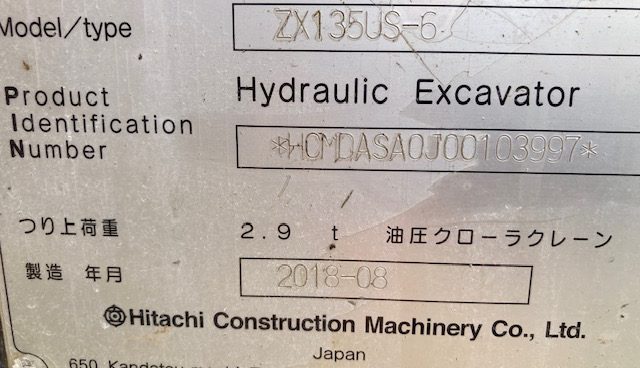 Model/type ZX135US-6
Product Hydraulic Excavator
Identification
Number *HCMDASA0J00103997*
つり上荷重 2.9 t 油圧クローラクレーン
製造 年月 2018-08
Hitachi Construction Machinery Co., Ltd.
Japan
650,